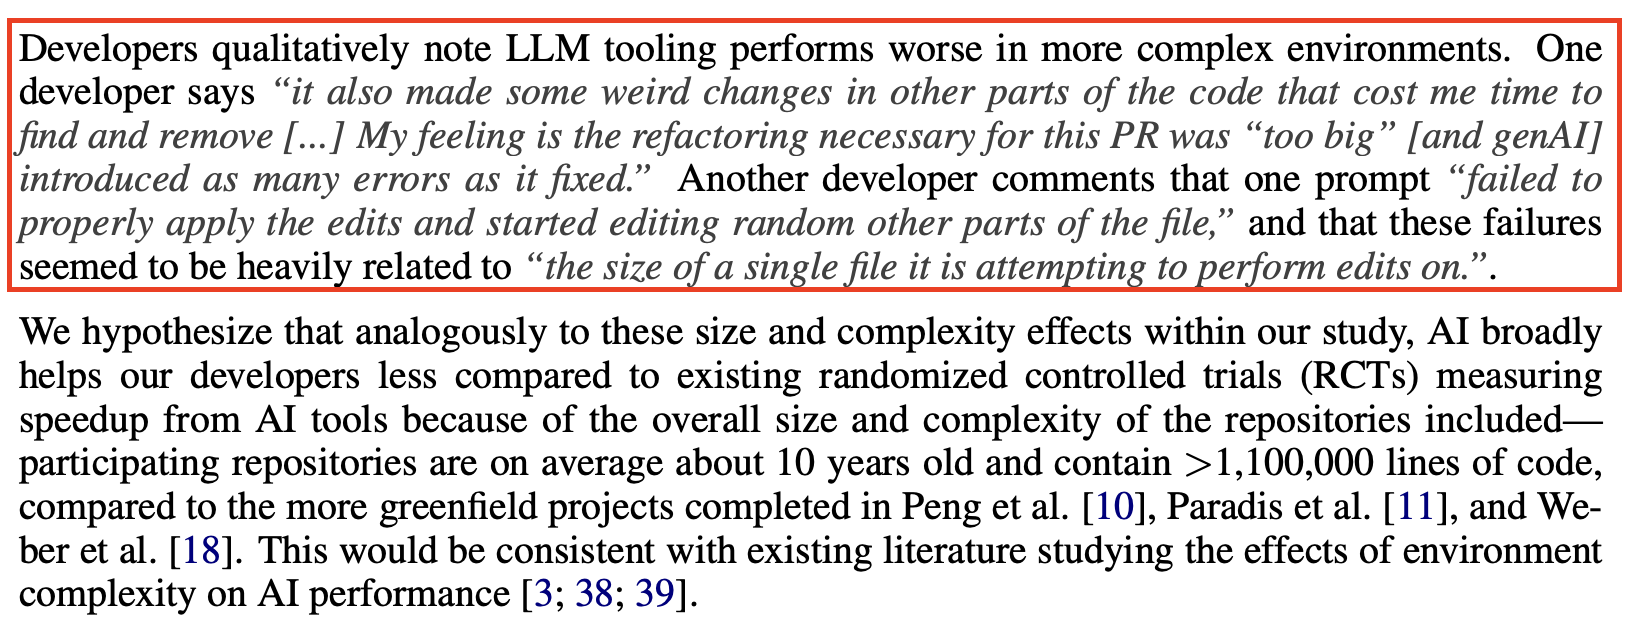 Developers qualitatively note LLM tooling performs worse in more complex environments. One
developer says “it also made some weird changes in other parts of the code that cost me time to
find and remove [...] My feeling is the refactoring necessary for this PR was “too big” [and genAI]
introduced as many errors as it fixed.” Another developer comments that one prompt “failed to
properly apply the edits and started editing random other parts of the file,” and that these failures
seemed to be heavily related to “the size of a single file it is attempting to perform edits on.”.
We hypothesize that analogously to these size and complexity effects within our study, AI broadly
helps our developers less compared to existing randomized controlled trials (RCTs) measuring
speedup from AI tools because of the overall size and complexity of the repositories included—
participating repositories are on average about 10 years old and contain >1,100,000 lines of code,
compared to the more greenfield projects completed in Peng et al. [10], Paradis et al. [11], and We-
ber et al. [18]. This would be consistent with existing literature studying the effects of environment
complexity on AI performance [3; 38; 39].